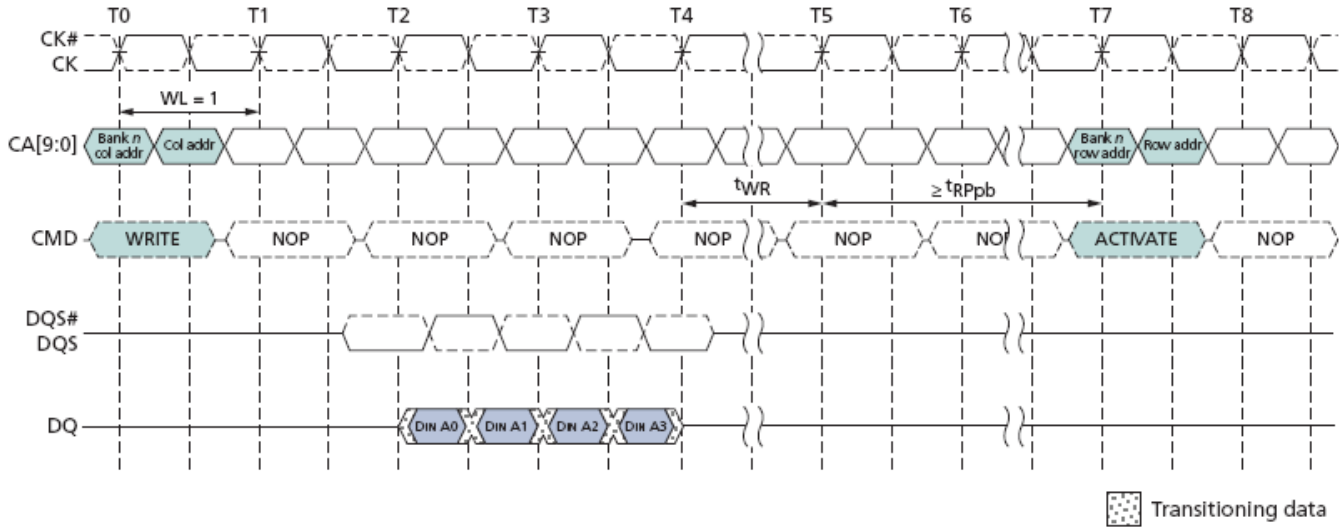 T0 T1 T2 T3 T4 T5 T6 T7 T8
CK#
CK
WL = 1
CA[9:0] Bank n col addr Col addr Bank n row addr Row addr
tWR ≥ tRPpb
CMD WRITE NOP NOP NOP NOP NOP NOP ACTIVATE NOP
DQS#
DQS
DQ DIN A0 DIN A1 DIN A2 DIN A3
Transitioning data